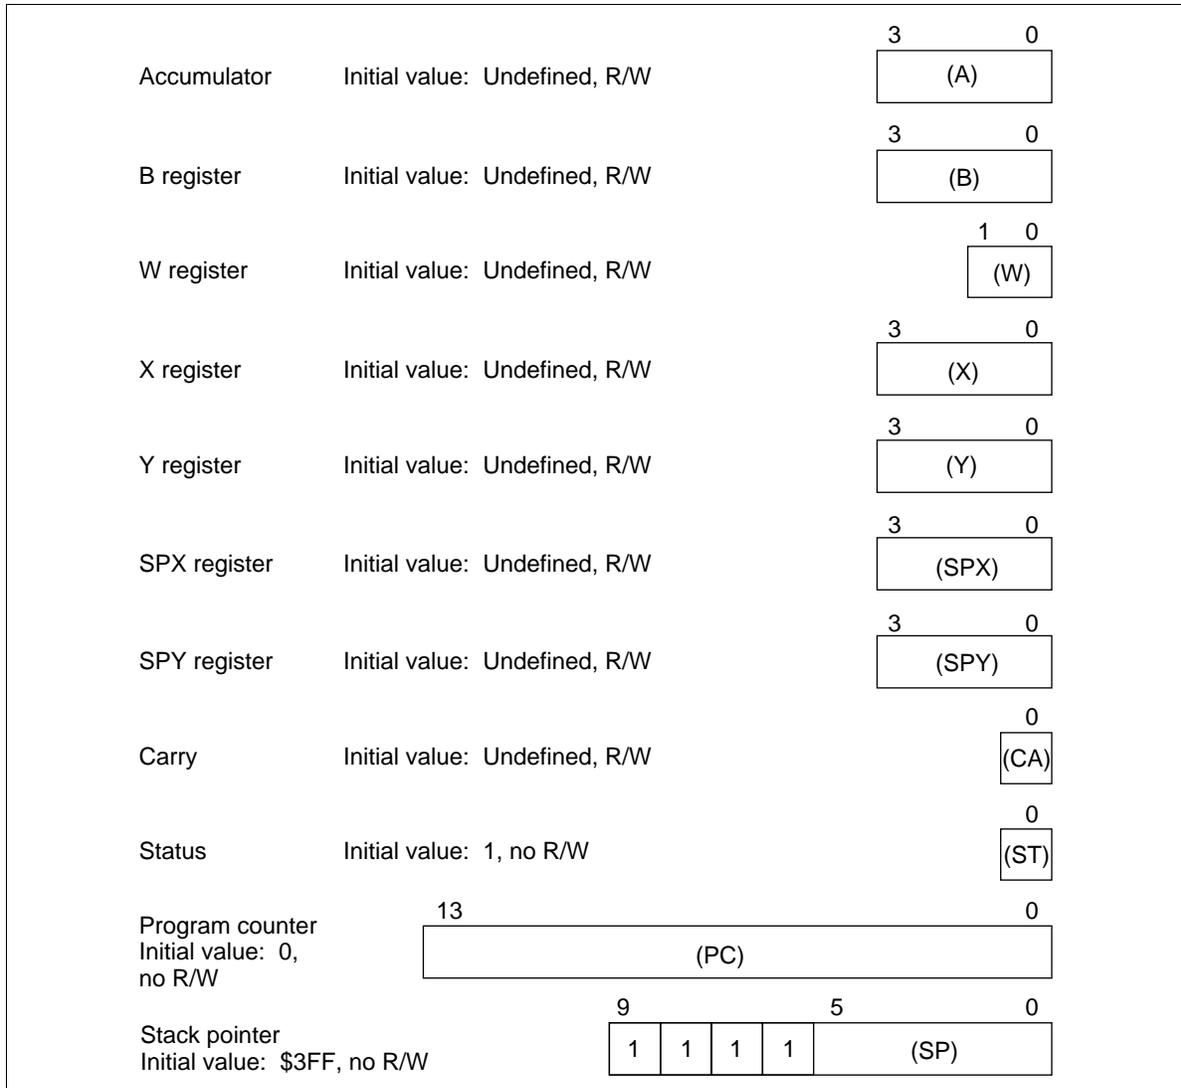 3 0
Accumulator Initial value: Undefined, R/W (A)
3 0
B register Initial value: Undefined, R/W (B)
1 0
W register Initial value: Undefined, R/W (W)
3 0
X register Initial value: Undefined, R/W (X)
3 0
Y register Initial value: Undefined, R/W (Y)
3 0
SPX register Initial value: Undefined, R/W (SPX)
3 0
SPY register Initial value: Undefined, R/W (SPY)
0
Carry Initial value: Undefined, R/W (CA)
0
Status Initial value: 1, no R/W (ST)
13 0
Program counter
Initial value: 0,
no R/W
(PC)
9 5 0
Stack pointer
Initial value: $3FF, no R/W
1 1 1 1 (SP)